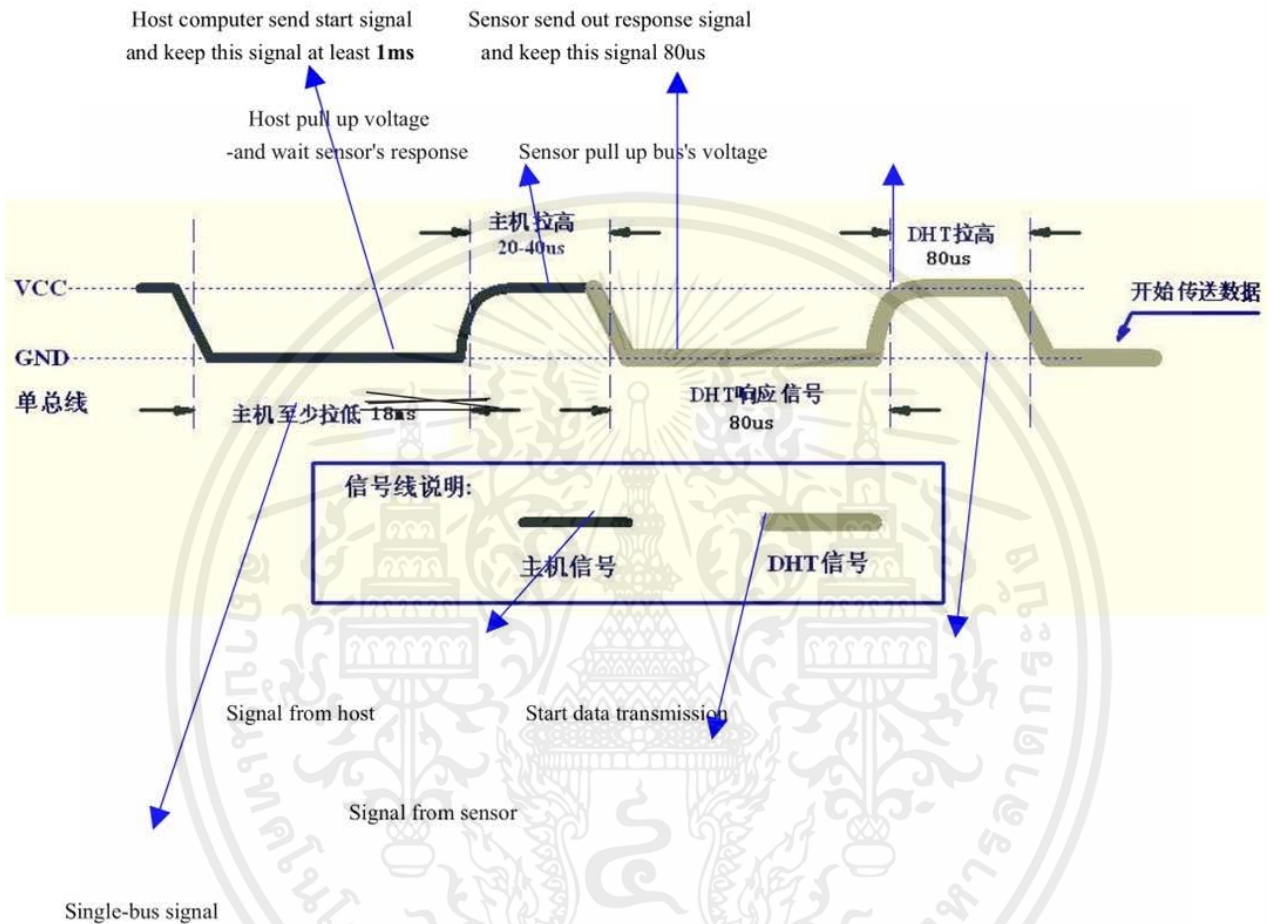 Host computer send start signal
and keep this signal at least 1ms
Sensor send out response signal
and keep this signal 80us
Host pull up voltage
-and wait sensor's response
Sensor pull up bus's voltage
主机拉高
20-40us
DHT拉高
80us
VCC
开始传送数据
GND
单总线
主机至少拉低 18ms
DHT响应信号
80us
信号线说明:
主机信号
DHT信号
Signal from host
Start data transmission
Signal from sensor
Single-bus signal